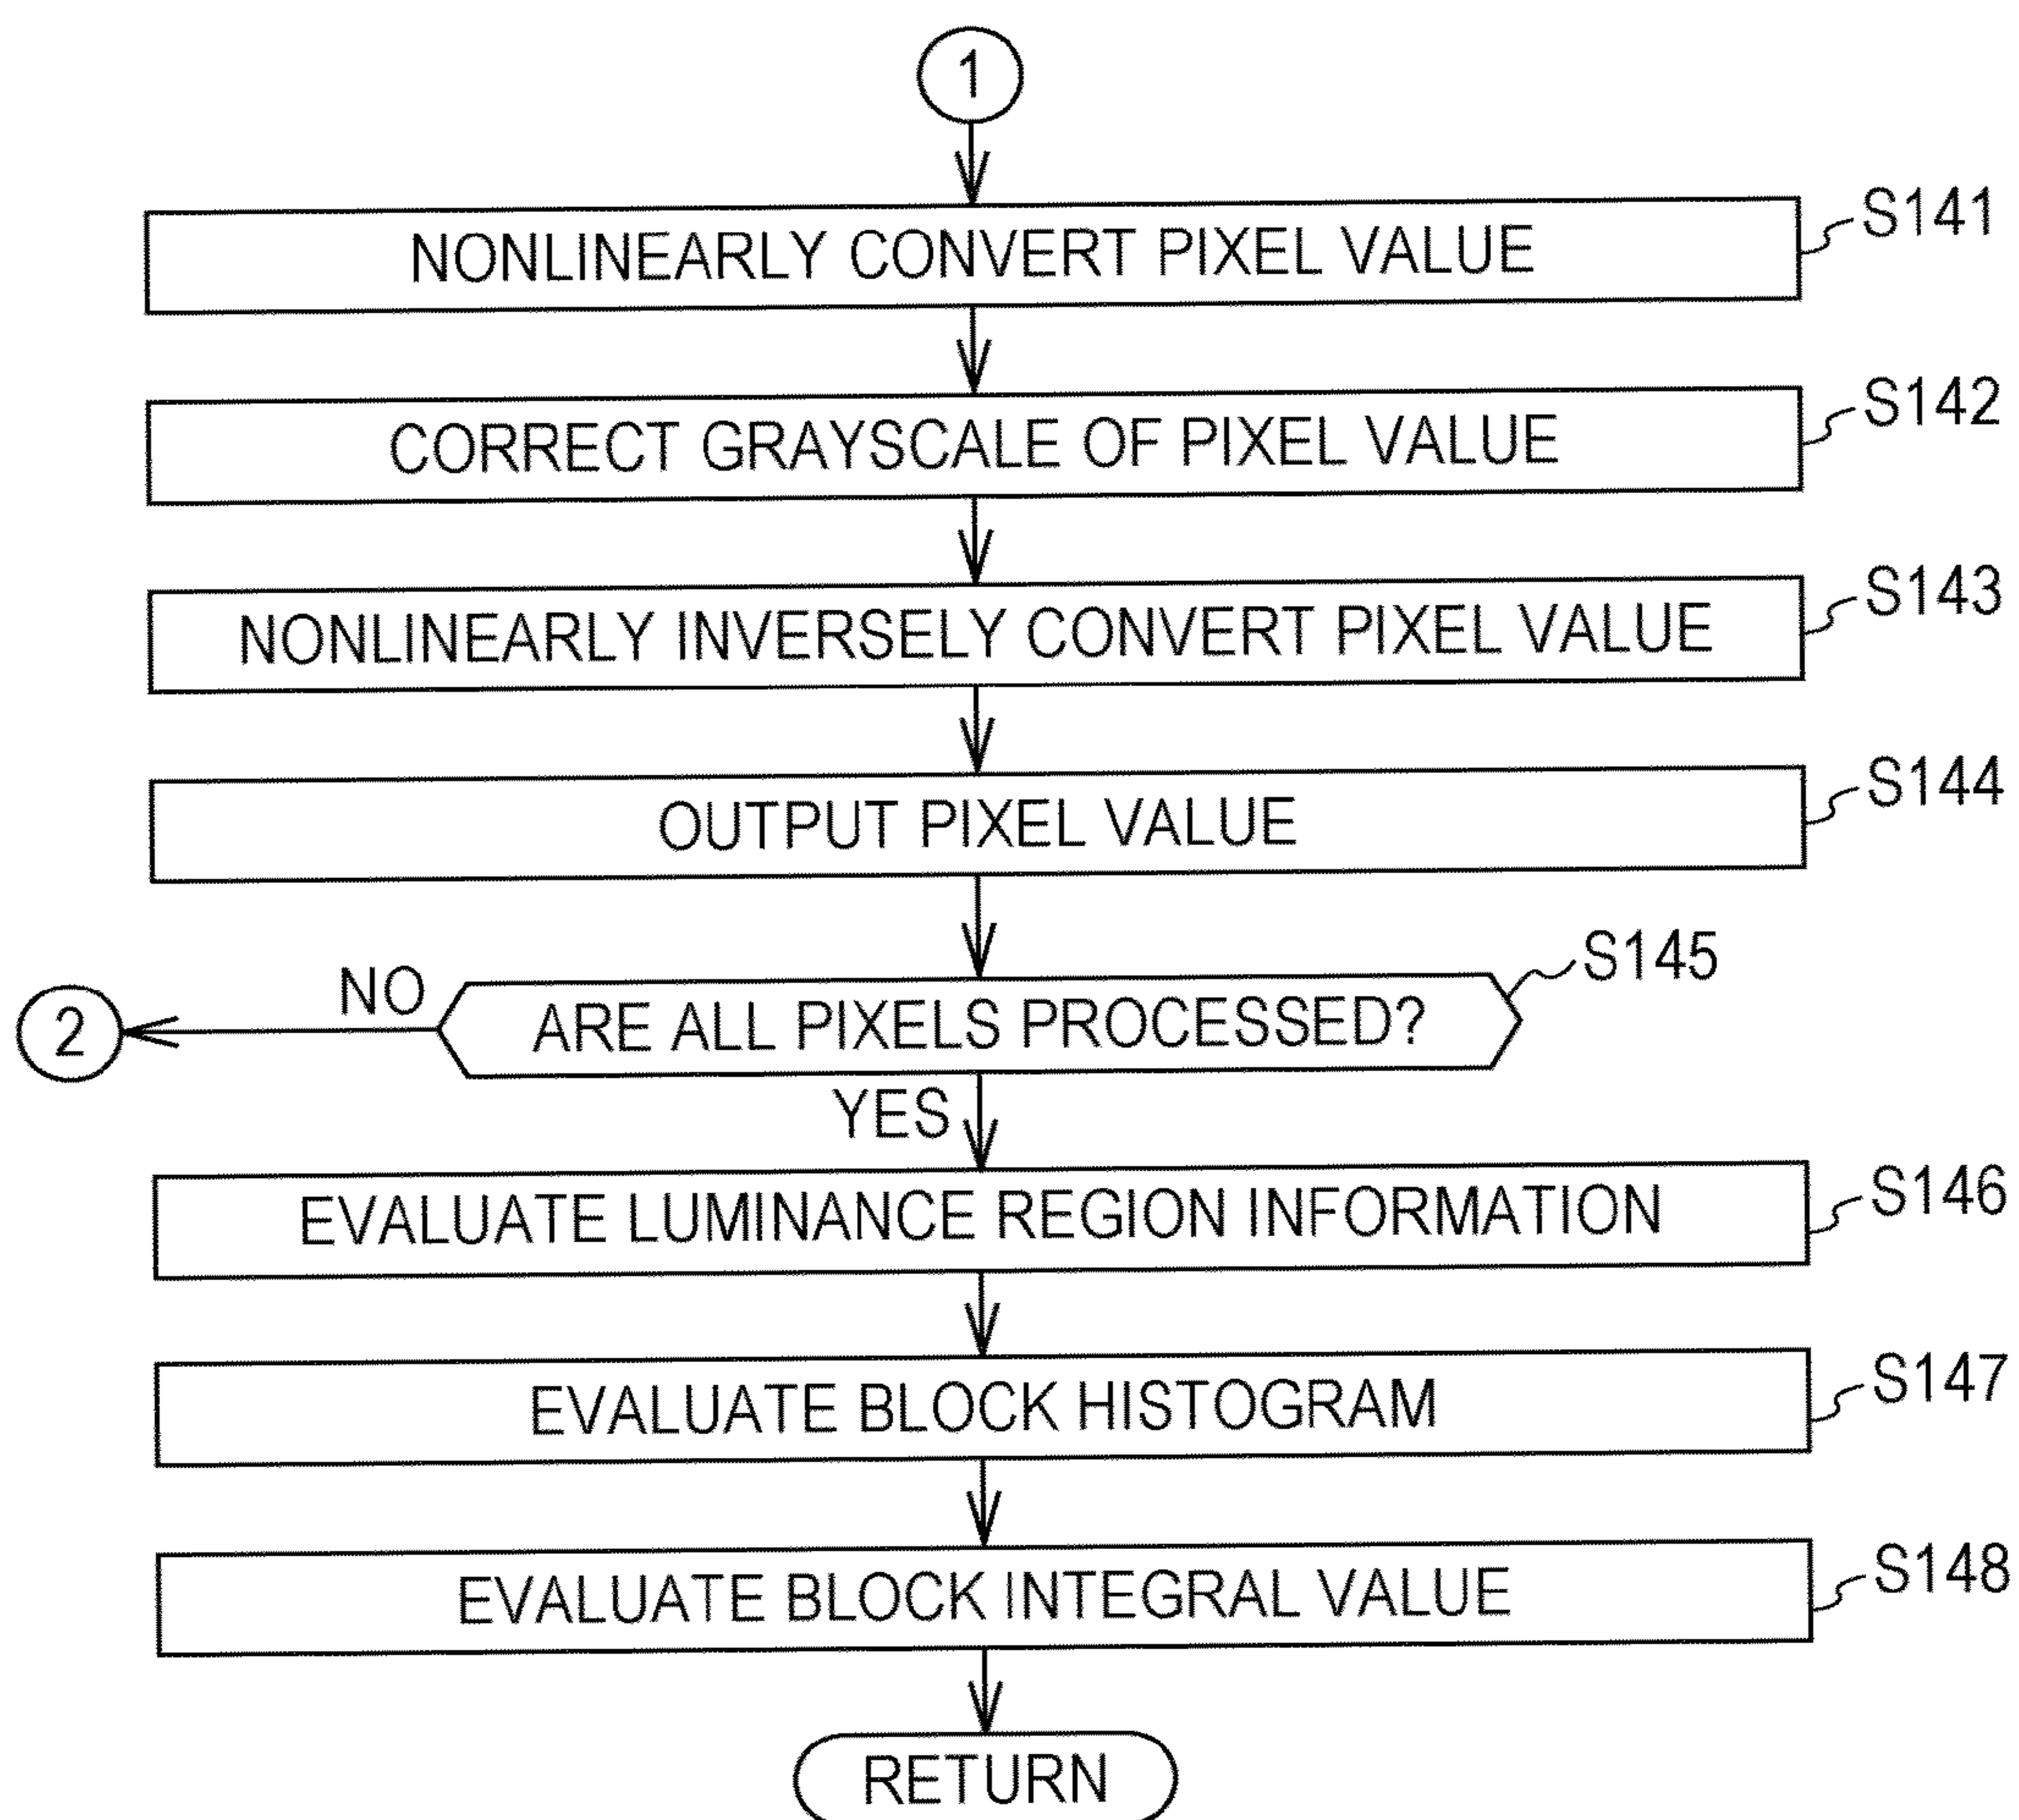 1
NONLINEARLY CONVERT PIXEL VALUE
S141
CORRECT GRAYSCALE OF PIXEL VALUE
S142
NONLINEARLY INVERSELY CONVERT PIXEL VALUE
S143
OUTPUT PIXEL VALUE
S144
2
NO
ARE ALL PIXELS PROCESSED?
S145
YES
EVALUATE LUMINANCE REGION INFORMATION
S146
EVALUATE BLOCK HISTOGRAM
S147
EVALUATE BLOCK INTEGRAL VALUE
S148
RETURN